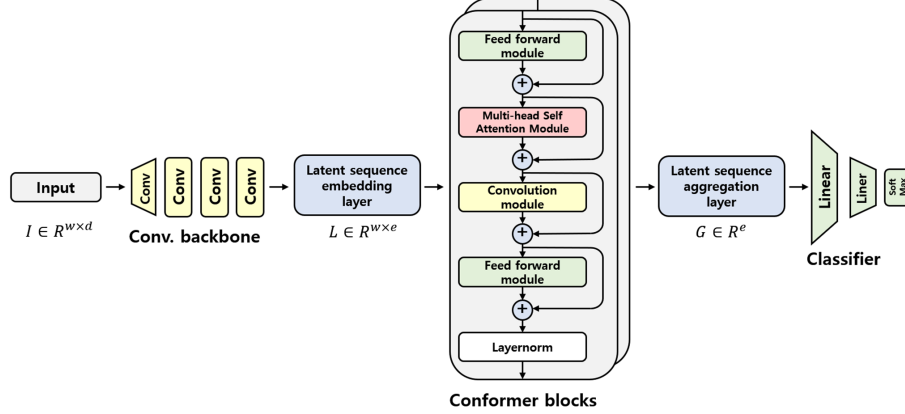 Input
I ∈ R^{w×d}
Conv
Conv
Conv
Conv
Conv. backbone
Latent sequence
embedding
layer
L ∈ R^{w×e}
Feed forward
module
+
Multi-head Self
Attention Module
+
Convolution
module
+
Feed forward
module
+
Layernorm
Conformer blocks
Latent sequence
aggregation
layer
G ∈ R^e
Linear
Liner
Soft
Max
Classifier